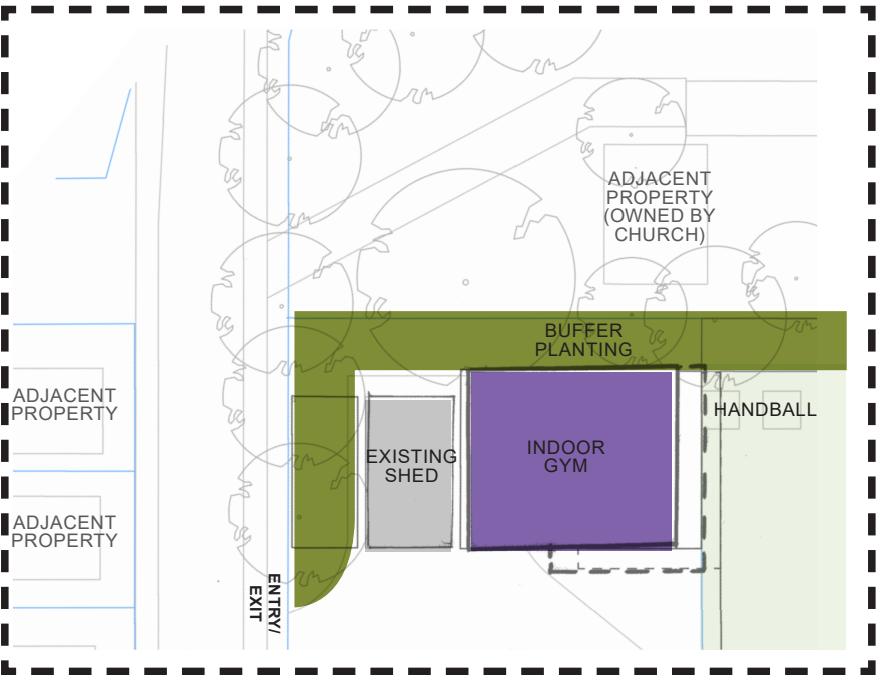 ADJACENT
PROPERTY
(OWNED BY
CHURCH)
BUFFER
PLANTING
ADJACENT
PROPERTY
HANDBALL
EXISTING
SHED
INDOOR
GYM
ADJACENT
PROPERTY
ENTRY/
EXIT